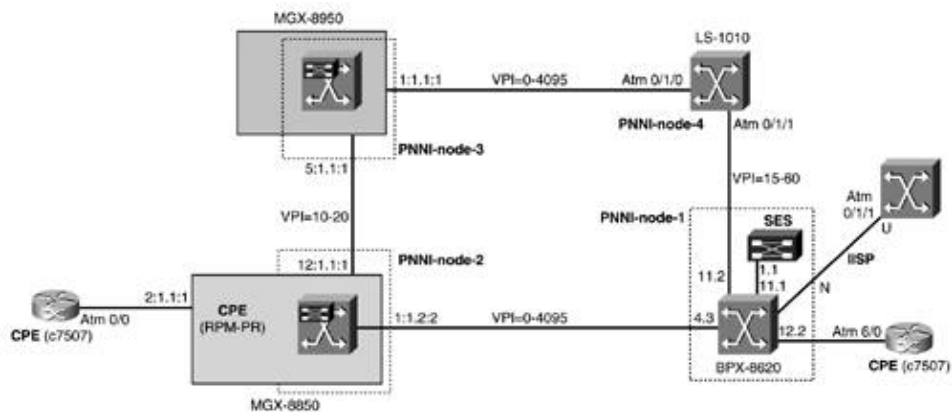 MGX-8950
LS-1010
1:1.1:1
VPI=0-4095
Atm 0/1/0
PNNI-node-4
Atm 0/1/1
PNNI-node-3
5:1.1:1
VPI=10-20
VPI=15-60
Atm
0/1/1
U
PNNI-node-1
SES
IISP
PNNI-node-2
12:1.1:1
1.1
11.2
11.1
N
2:1.1:1
CPE
(RPM-PR)
Atm 0/0
CPE (c7507)
1:1.2:2
VPI=0-4095
4.3
12.2
Atm 6/0
BPX-8620
CPE (c7507)
MGX-8850